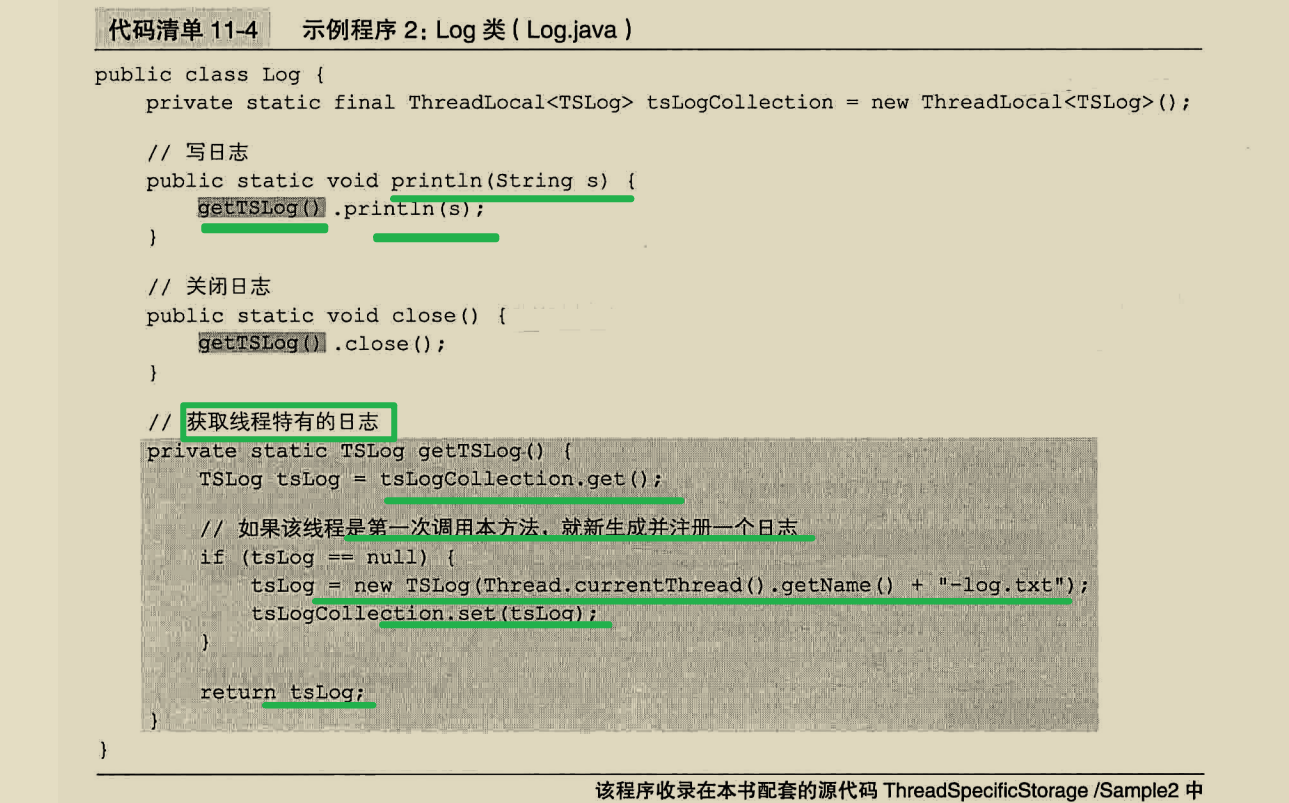 代码清单 11-4 示例程序 2：Log 类（Log.java）
public class Log {
    private static final ThreadLocal<TSLog> tsLogCollection = new ThreadLocal<TSLog>();
    // 写日志
    public static void println(String s) {
        getTSLog().println(s);
    }
    // 关闭日志
    public static void close() {
        getTSLog().close();
    }
    // 获取线程特有的日志
    private static TSLog getTSLog() {
        TSLog tsLog = tsLogCollection.get();
        // 如果该线程是第一次调用本方法，就新生成并注册一个日志
        if (tsLog == null) {
            tsLog = new TSLog(Thread.currentThread().getName() + "-log.txt");
            tsLogCollection.set(tsLog);
        }
        return tsLog;
    }
}
该程序收录在本书配套的源代码 ThreadSpecificStorage /Sample2 中